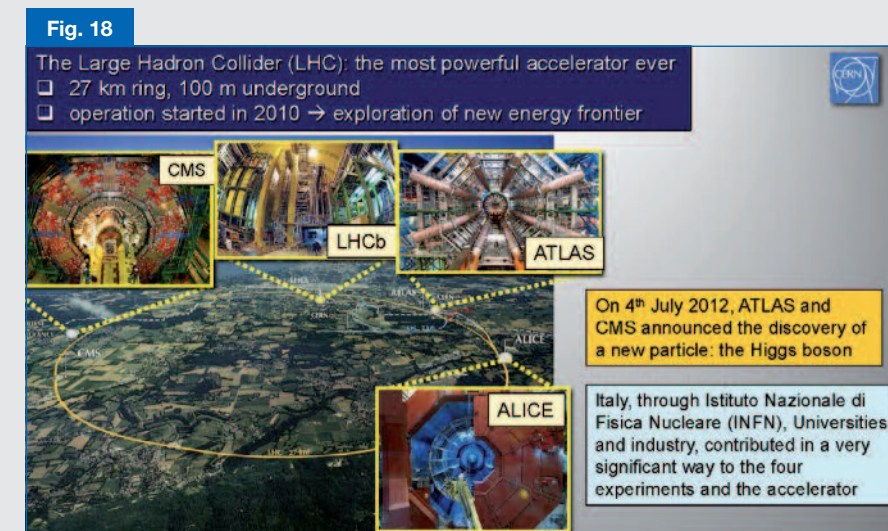 Fig. 18
The Large Hadron Collider (LHC): the most powerful accelerator ever
❑ 27 km ring, 100 m underground
❑ operation started in 2010 → exploration of new energy frontier
CERN
CMS
LHCb
ATLAS
CERN
ALICE
CMS
On 4th July 2012, ATLAS and
CMS announced the discovery of
a new particle: the Higgs boson
ALICE
Italy, through Istituto Nazionale di
Fisica Nucleare (INFN), Universities
and industry, contributed in a very
significant way to the four
experiments and the accelerator